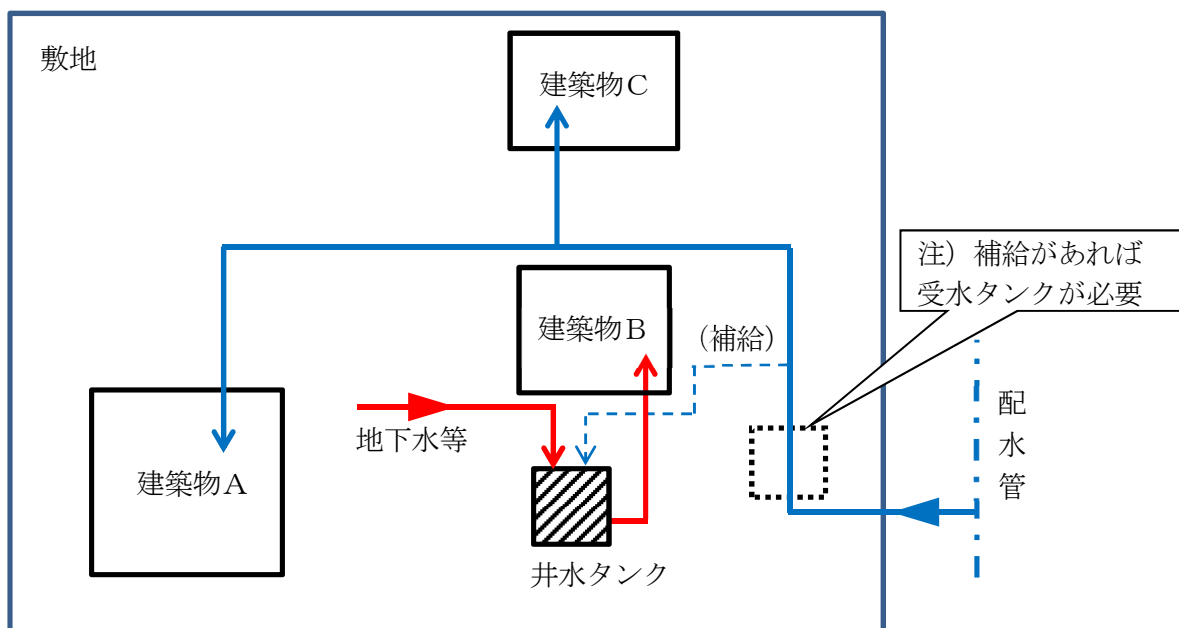 敷地
建築物C
注）補給があれば
受水タンクが必要
建築物B
（補給）
配水管
地下水等
建築物A
井水タンク